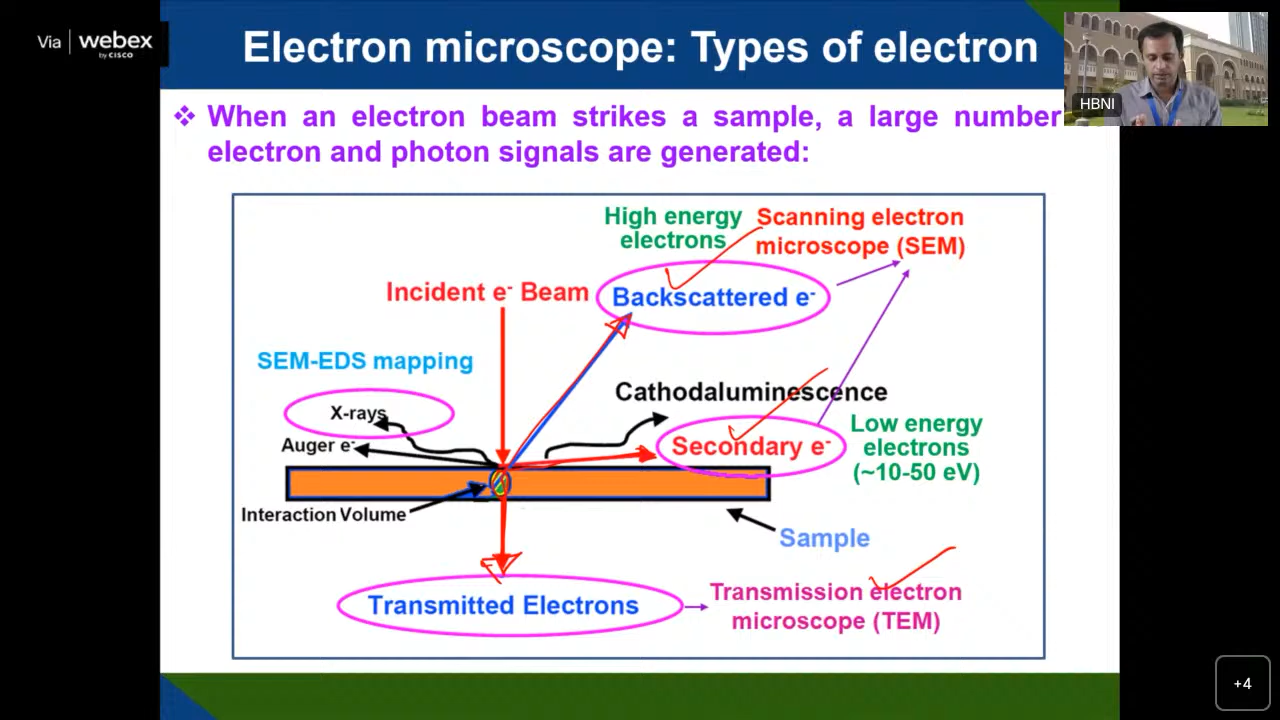 Via | webex
by CISCO
Electron microscope: Types of electron
HBNI
❖ When an electron beam strikes a sample, a large number
electron and photon signals are generated:
High energy
electrons
Scanning electron
microscope (SEM)
Incident e- Beam
Backscattered e-
SEM-EDS mapping
Cathodaluminescence
X-rays
Auger e-
Secondary e-
Low energy
electrons
(~10-50 eV)
Interaction Volume
Sample
Transmitted Electrons
Transmission electron
microscope (TEM)
+4